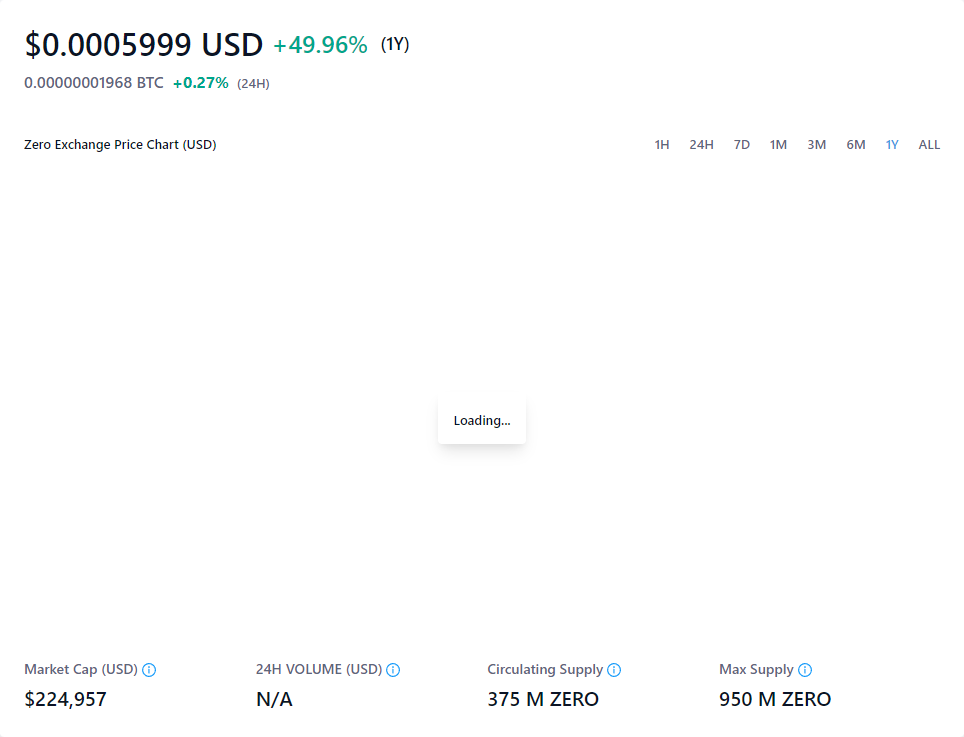 $0.0005999 USD +49.96% (1Y)
0.00000001968 BTC +0.27% (24H)
Zero Exchange Price Chart (USD) 1H 24H 7D 1M 3M 6M 1Y ALL
Loading...
Market Cap (USD) 24H VOLUME (USD) Circulating Supply Max Supply
$224,957 N/A 375 M ZERO 950 M ZERO